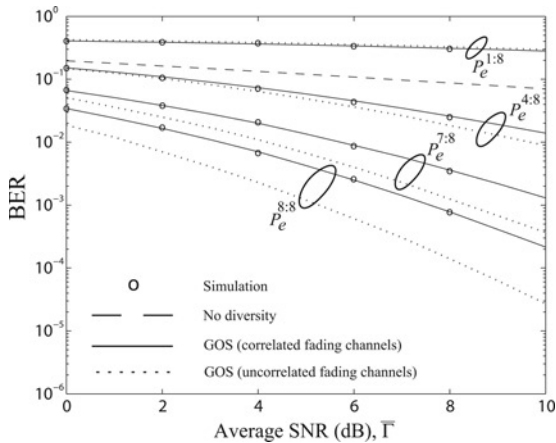 10^0
10^{-1}
10^{-2}
10^{-3}
10^{-4}
10^{-5}
10^{-6}
BER
P_e^{1:8}
P_e^{4:8}
P_e^{7:8}
P_e^{8:8}
Simulation
No diversity
GOS (correlated fading channels)
GOS (uncorrelated fading channels)
0 2 4 6 8 10
Average SNR (dB), \overline{Γ}